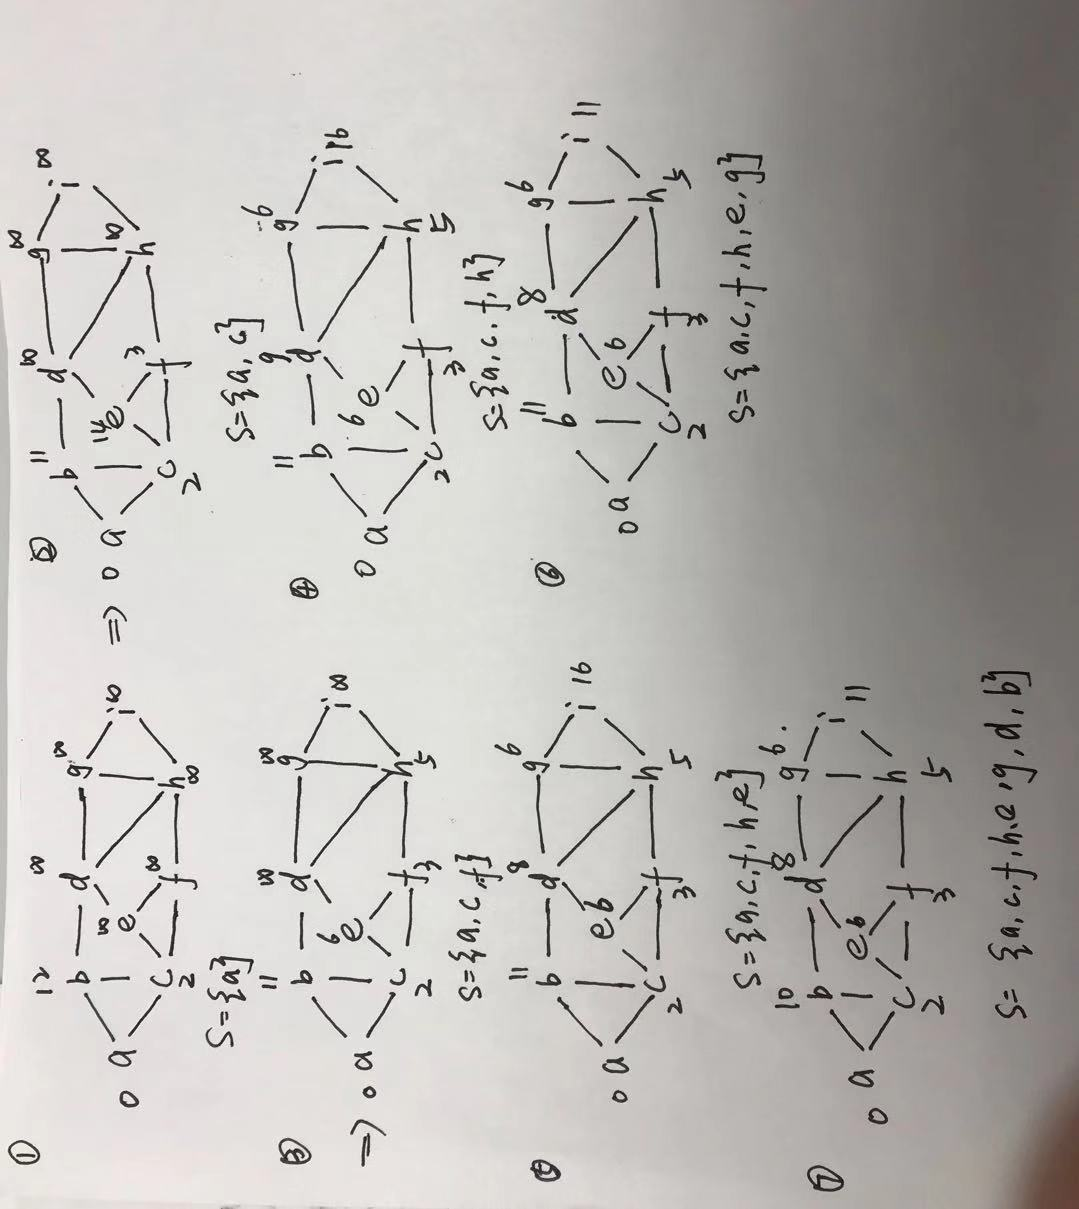 ①
12 b
∞ d
∞ g
i ∞
0 a
∞ e
c 2
f ∞
h ∞
S={a}
⇒
②
11 b
∞ d
∞ g
i ∞
0 a
14 e
c 2
f 3
h ∞
S={a,c}
③
⇒
11 b
∞ d
∞ g
i ∞
0 a
6 e
c 2
f 3
h 5
S={a,c,f}
④
11 b
9 d
g 6
i 16
0 a
6 e
c 2
f 3
h 5
S={a,c,f,h}
⑤
11 b
8 d
g 6
i 16
0 a
e 6
c 2
f 3
h 5
S={a,c,f,h,e}
⑥
11 b
8 d
g 6
i 11
0 a
e 6
c 2
f 3
h 5
S={a,c,f,h,e,g}
⑦
10 b
8 d
g 6.
i 11
0 a
e 6
c 2
f 3
h 5
S={a,c,f,h,e,g,d,b}